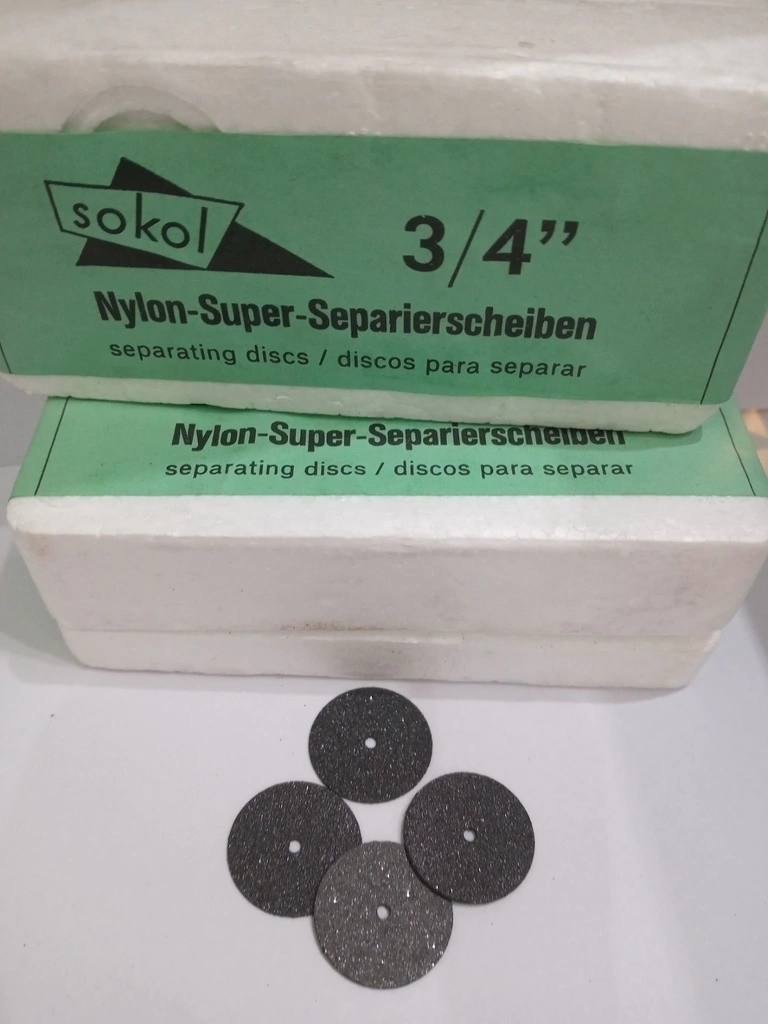 sokol
3/4”
Nylon-Super-Separierscheiben
separating discs / discos para separar
Nylon-Super-Separierscheiben
separating discs / discos para separar